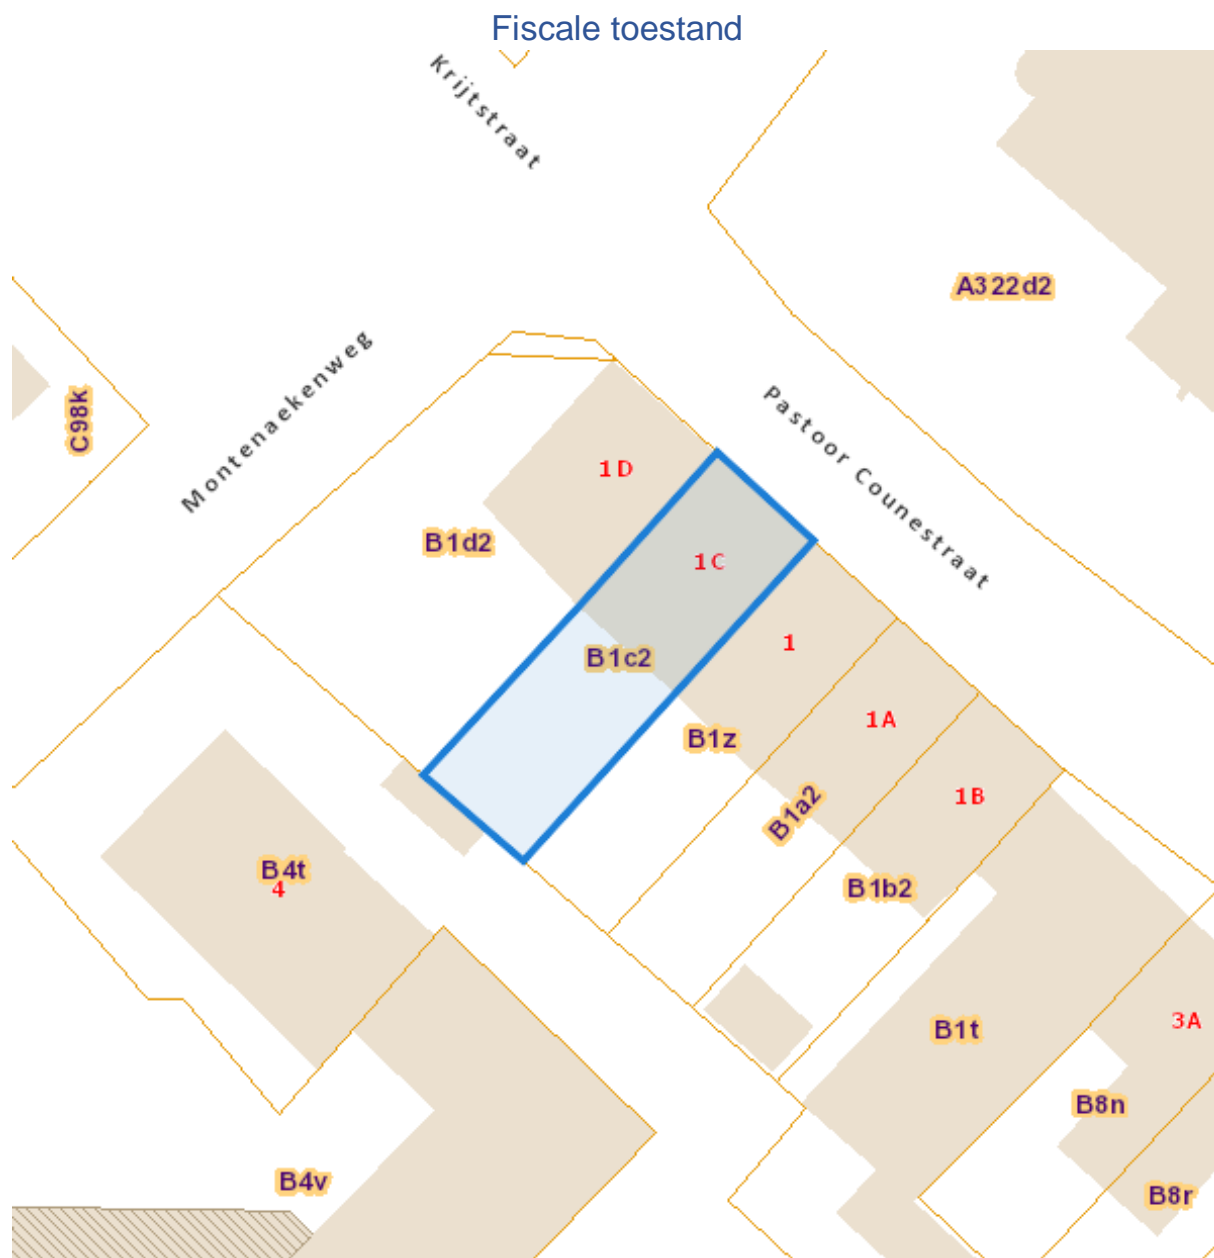 Fiscale toestand
Krijtstraat
A322d2
Montenaekenweg
C98k
Pastoor Counestraat
1D
B1d2
1C
B1c2
1
B1z
1A
B1a2
1B
B4t
4
B1b2
B1t
3A
B8n
B4v
B8r